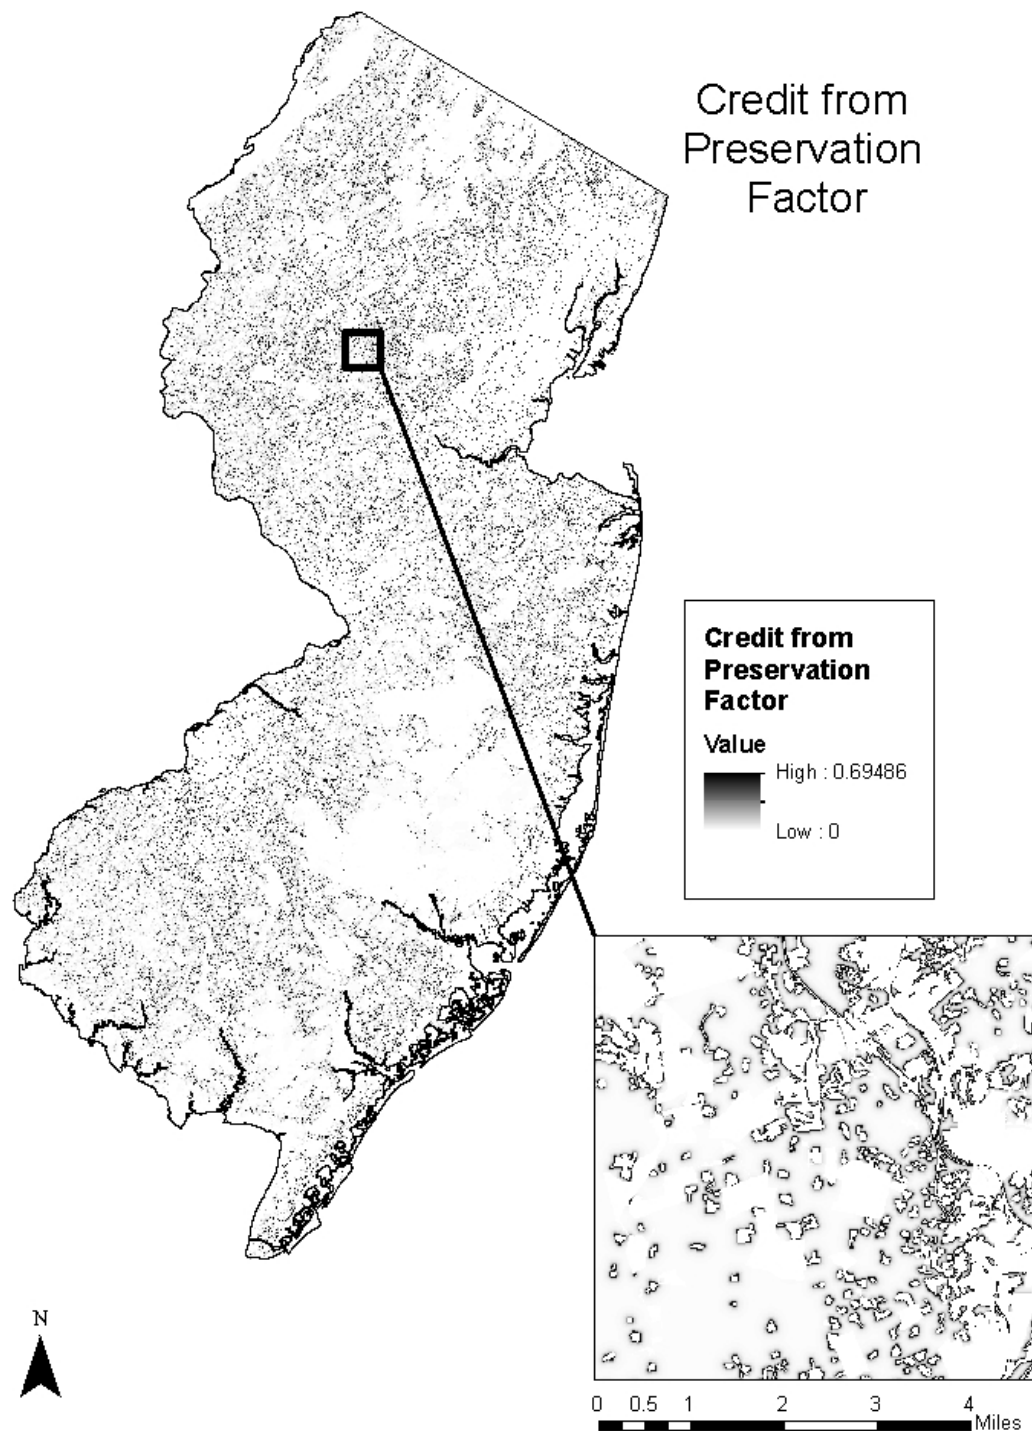 Credit from
Preservation
Factor
Credit from
Preservation
Factor
Value
High : 0.69486
Low : 0
N
0 0.5 1 2 3 4
Miles